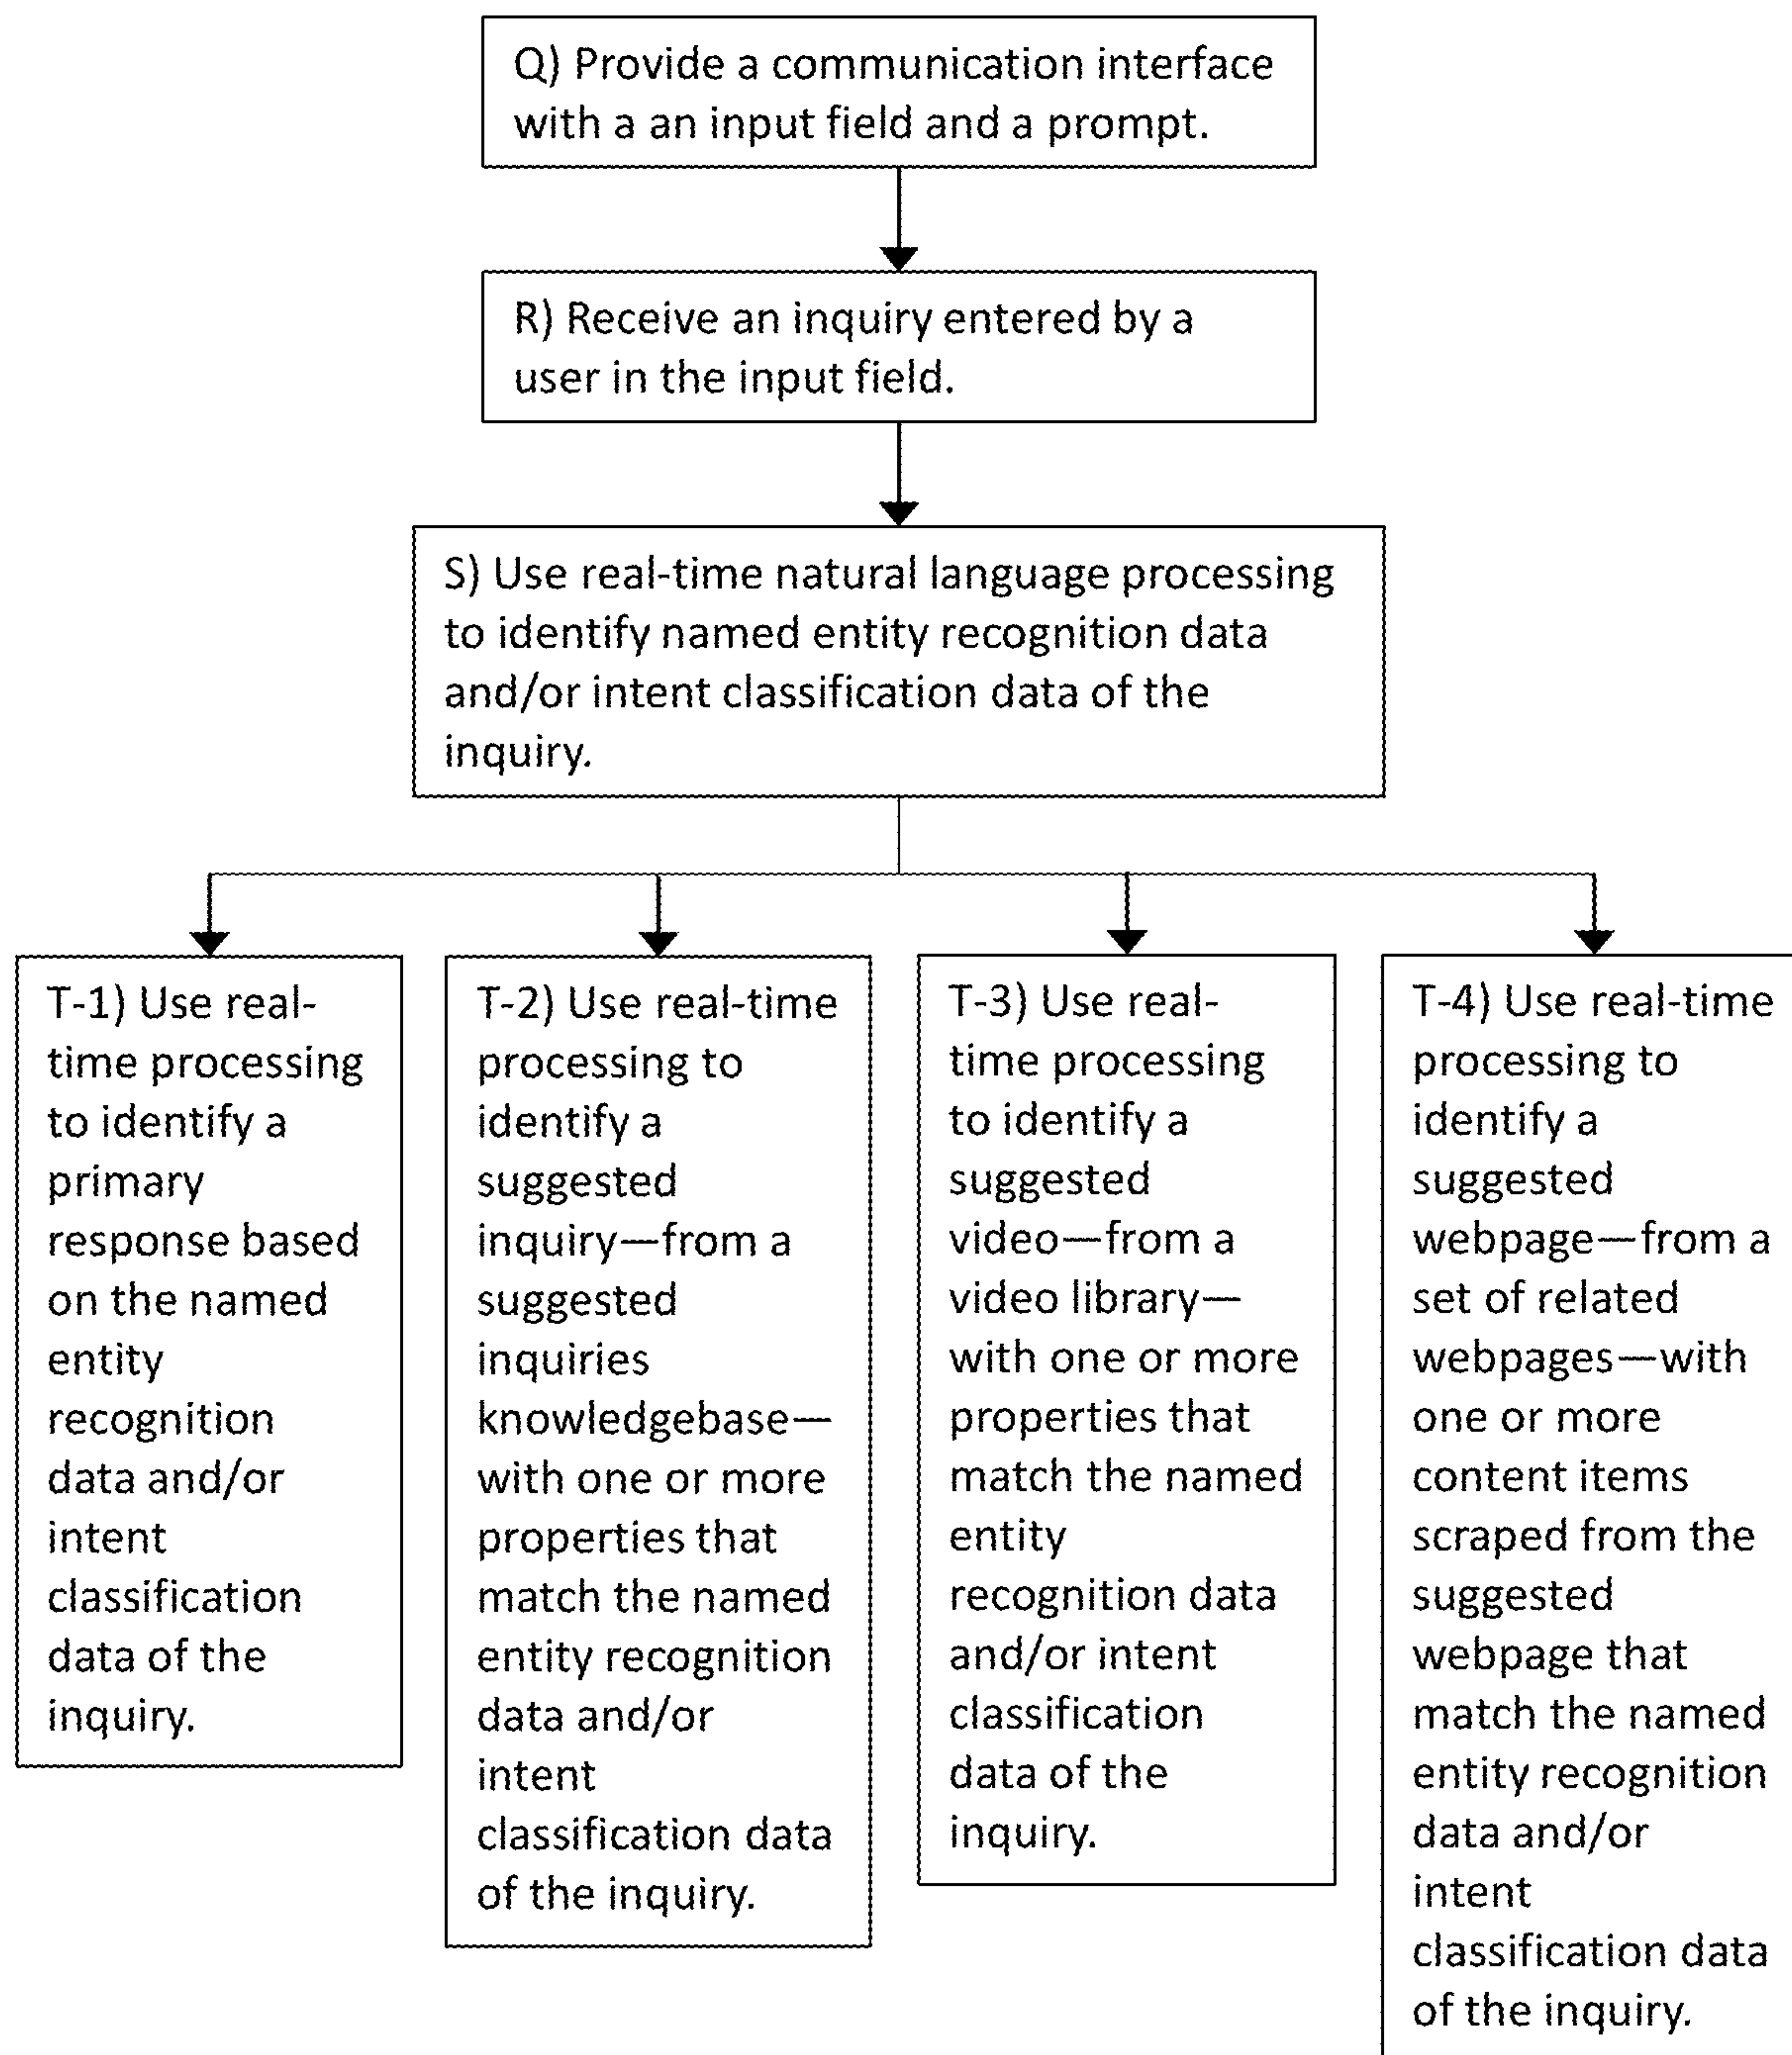 Q) Provide a communication interface
with a an input field and a prompt.
R) Receive an inquiry entered by a
user in the input field.
S) Use real-time natural language processing
to identify named entity recognition data
and/or intent classification data of the
inquiry.
T-1) Use real-
time processing
to identify a
primary
response based
on the named
entity
recognition
data and/or
intent
classification
data of the
inquiry.
T-2) Use real-time
processing to
identify a
suggested
inquiry—from a
suggested
inquiries
knowledgebase—
with one or more
properties that
match the named
entity recognition
data and/or
intent
classification data
of the inquiry.
T-3) Use real-
time processing
to identify a
suggested
video—from a
video library—
with one or more
properties that
match the named
entity
recognition data
and/or intent
classification
data of the
inquiry.
T-4) Use real-time
processing to
identify a
suggested
webpage—from a
set of related
webpages—with
one or more
content items
scraped from the
suggested
webpage that
match the named
entity recognition
data and/or
intent
classification data
of the inquiry.